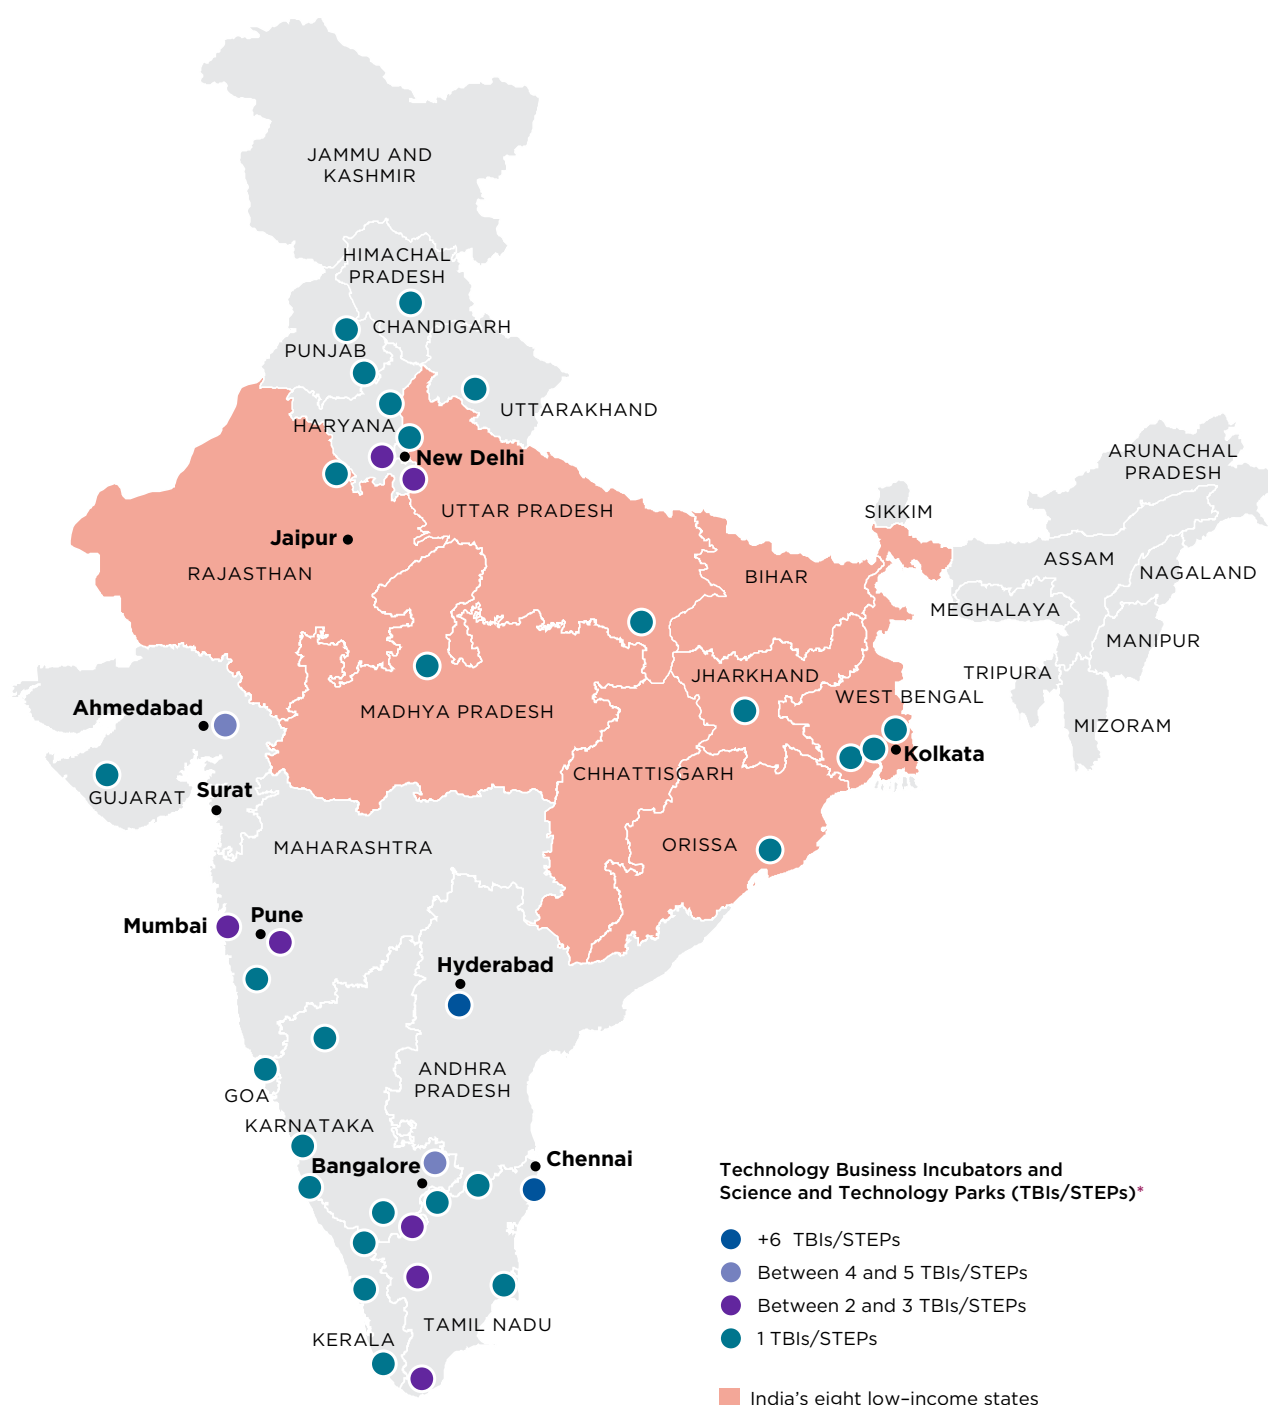 JAMMU AND
KASHMIR
HIMACHAL
PRADESH
CHANDIGARH
PUNJAB
UTTARAKHAND
HARYANA
New Delhi
ARUNACHAL
PRADESH
UTTAR PRADESH
SIKKIM
Jaipur
RAJASTHAN
BIHAR
ASSAM
NAGALAND
MEGHALAYA
MANIPUR
JHARKHAND
TRIPURA
WEST BENGAL
Ahmedabad
MADHYA PRADESH
MIZORAM
Kolkata
CHHATTISGARH
GUJARAT
Surat
MAHARASHTRA
ORISSA
Mumbai
Pune
Hyderabad
ANDHRA
PRADESH
GOA
KARNATAKA
Bangalore
Chennai
TAMIL NADU
KERALA
Technology Business Incubators and
Science and Technology Parks (TBIs/STEPs)*
+6 TBIs/STEPs
Between 4 and 5 TBIs/STEPs
Between 2 and 3 TBIs/STEPs
1 TBIs/STEPs
India's eight low–income states